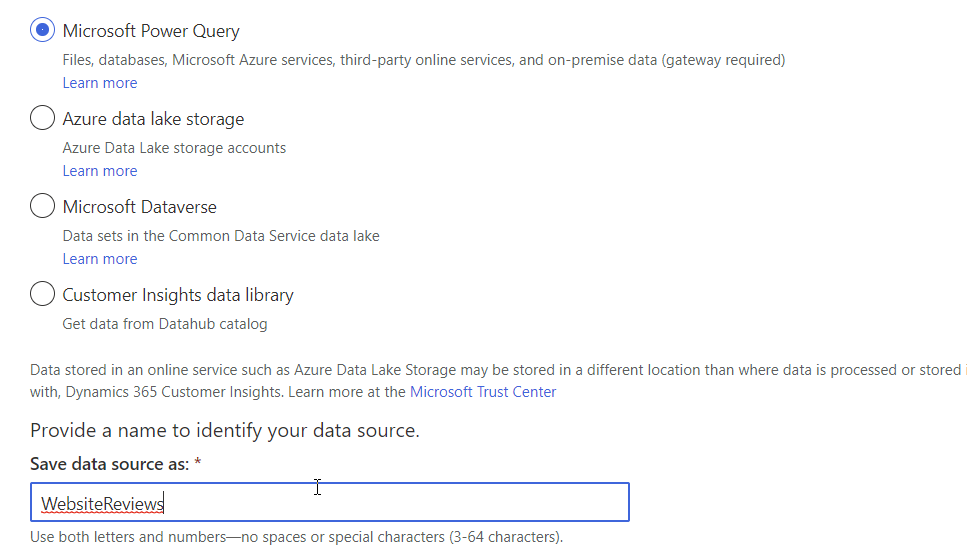 Microsoft Power Query
Files, databases, Microsoft Azure services, third-party online services, and on-premise data (gateway required)
Learn more
Azure data lake storage
Azure Data Lake storage accounts
Learn more
Microsoft Dataverse
Data sets in the Common Data Service data lake
Learn more
Customer Insights data library
Get data from Datahub catalog
Data stored in an online service such as Azure Data Lake Storage may be stored in a different location than where data is processed or stored
with, Dynamics 365 Customer Insights. Learn more at the Microsoft Trust Center
Provide a name to identify your data source.
Save data source as: *
WebsiteReviews
Use both letters and numbers—no spaces or special characters (3-64 characters).